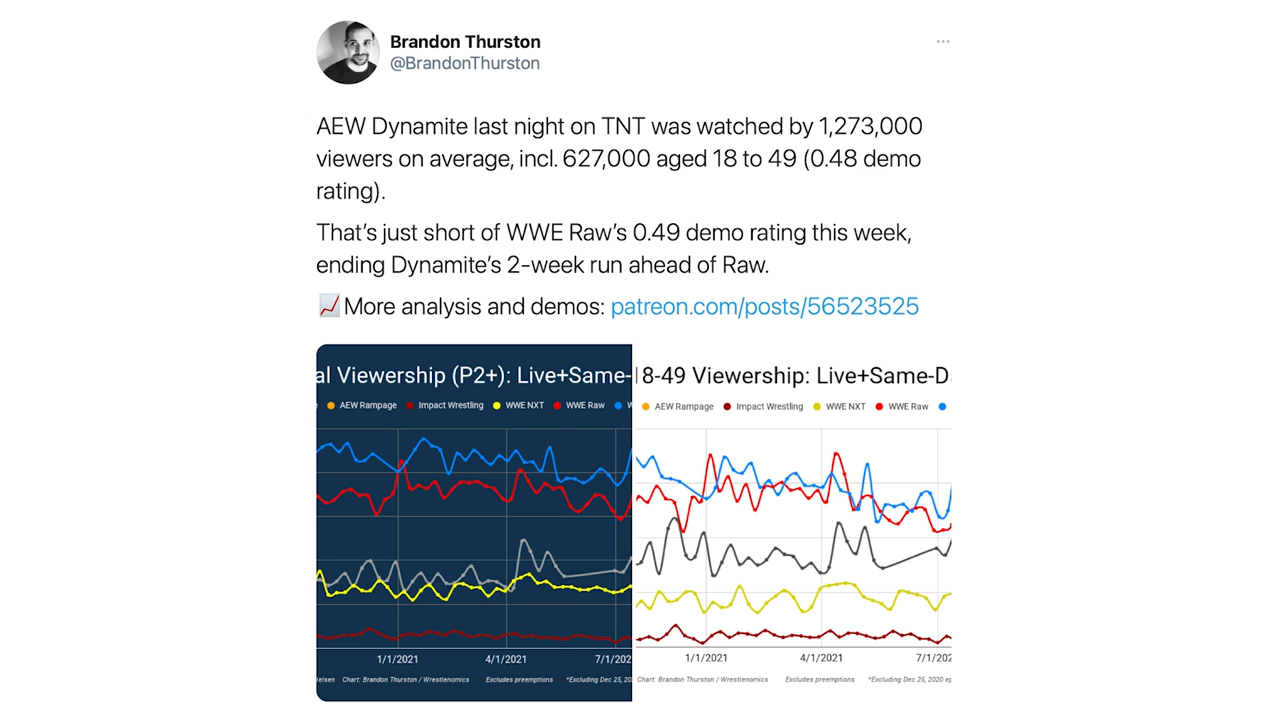 Brandon Thurston
@BrandonThurston
AEW Dynamite last night on TNT was watched by 1,273,000
viewers on average, incl. 627,000 aged 18 to 49 (0.48 demo
rating).
That's just short of WWE Raw's 0.49 demo rating this week,
ending Dynamite's 2-week run ahead of Raw.
More analysis and demos: patreon.com/posts/56523525
al Viewership (P2+): Live+Same-
AEW Rampage Impact Wrestling WWE NXT WWE Raw W
1/1/2021 4/1/2021 7/1/202
ielsen Chart: Brandon Thurston / Wrestlenomics Excludes preemptions *Excluding Dec 25, 20
8-49 Viewership: Live+Same-D
AEW Rampage Impact Wrestling WWE NXT WWE Raw
1/1/2021 4/1/2021 7/1/202
Chart: Brandon Thurston / Wrestlenomics Excludes preemptions *Excluding Dec 25, 2020 ep